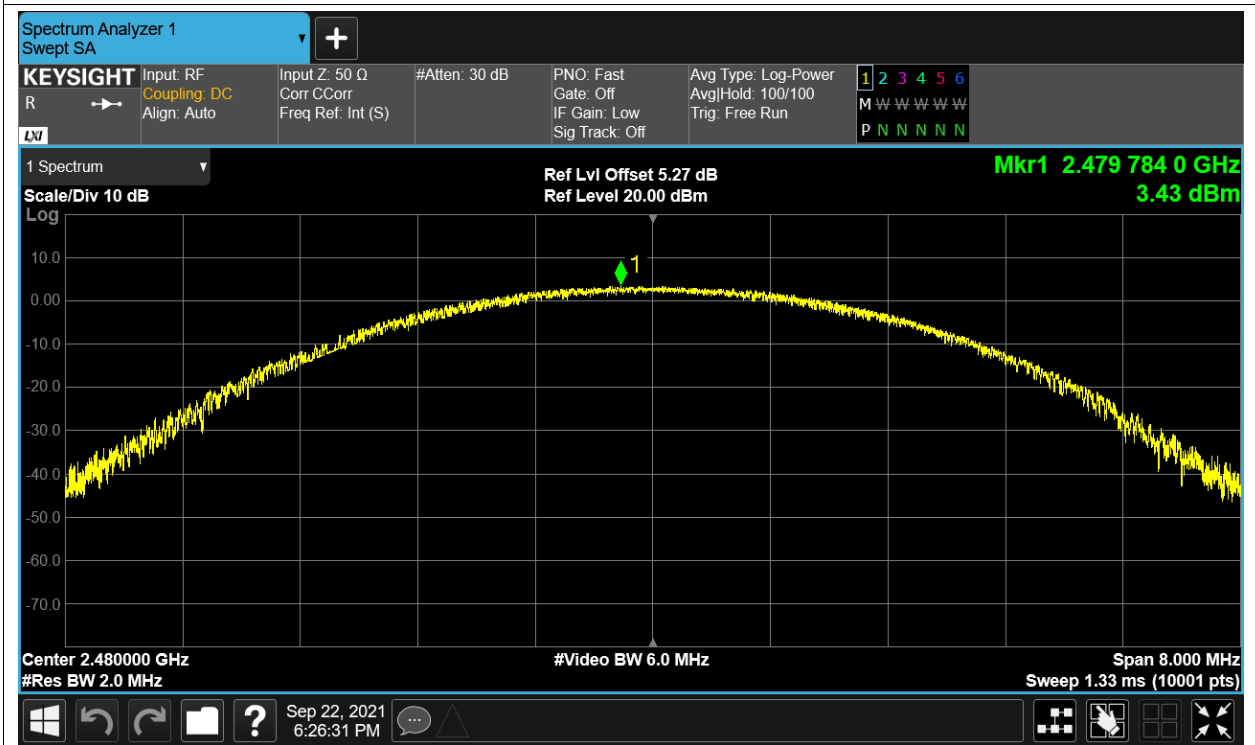 Spectrum Analyzer 1
Swept SA
KEYSIGHT
R
LXI
Input: RF
Coupling: DC
Align: Auto
Input Z: 50 Ω
Corr CCorr
Freq Ref: Int (S)
#Atten: 30 dB
PNO: Fast
Gate: Off
IF Gain: Low
Sig Track: Off
Avg Type: Log-Power
Avg|Hold: 100/100
Trig: Free Run
1 2 3 4 5 6
M W W W W W
P N N N N N
1 Spectrum
Scale/Div 10 dB
Log
Ref Lvl Offset 5.27 dB
Ref Level 20.00 dBm
Mkr1 2.479 784 0 GHz
3.43 dBm
1
10.0
0.00
-10.0
-20.0
-30.0
-40.0
-50.0
-60.0
-70.0
Center 2.480000 GHz
#Res BW 2.0 MHz
#Video BW 6.0 MHz
Span 8.000 MHz
Sweep 1.33 ms (10001 pts)
?
Sep 22, 2021
6:26:31 PM